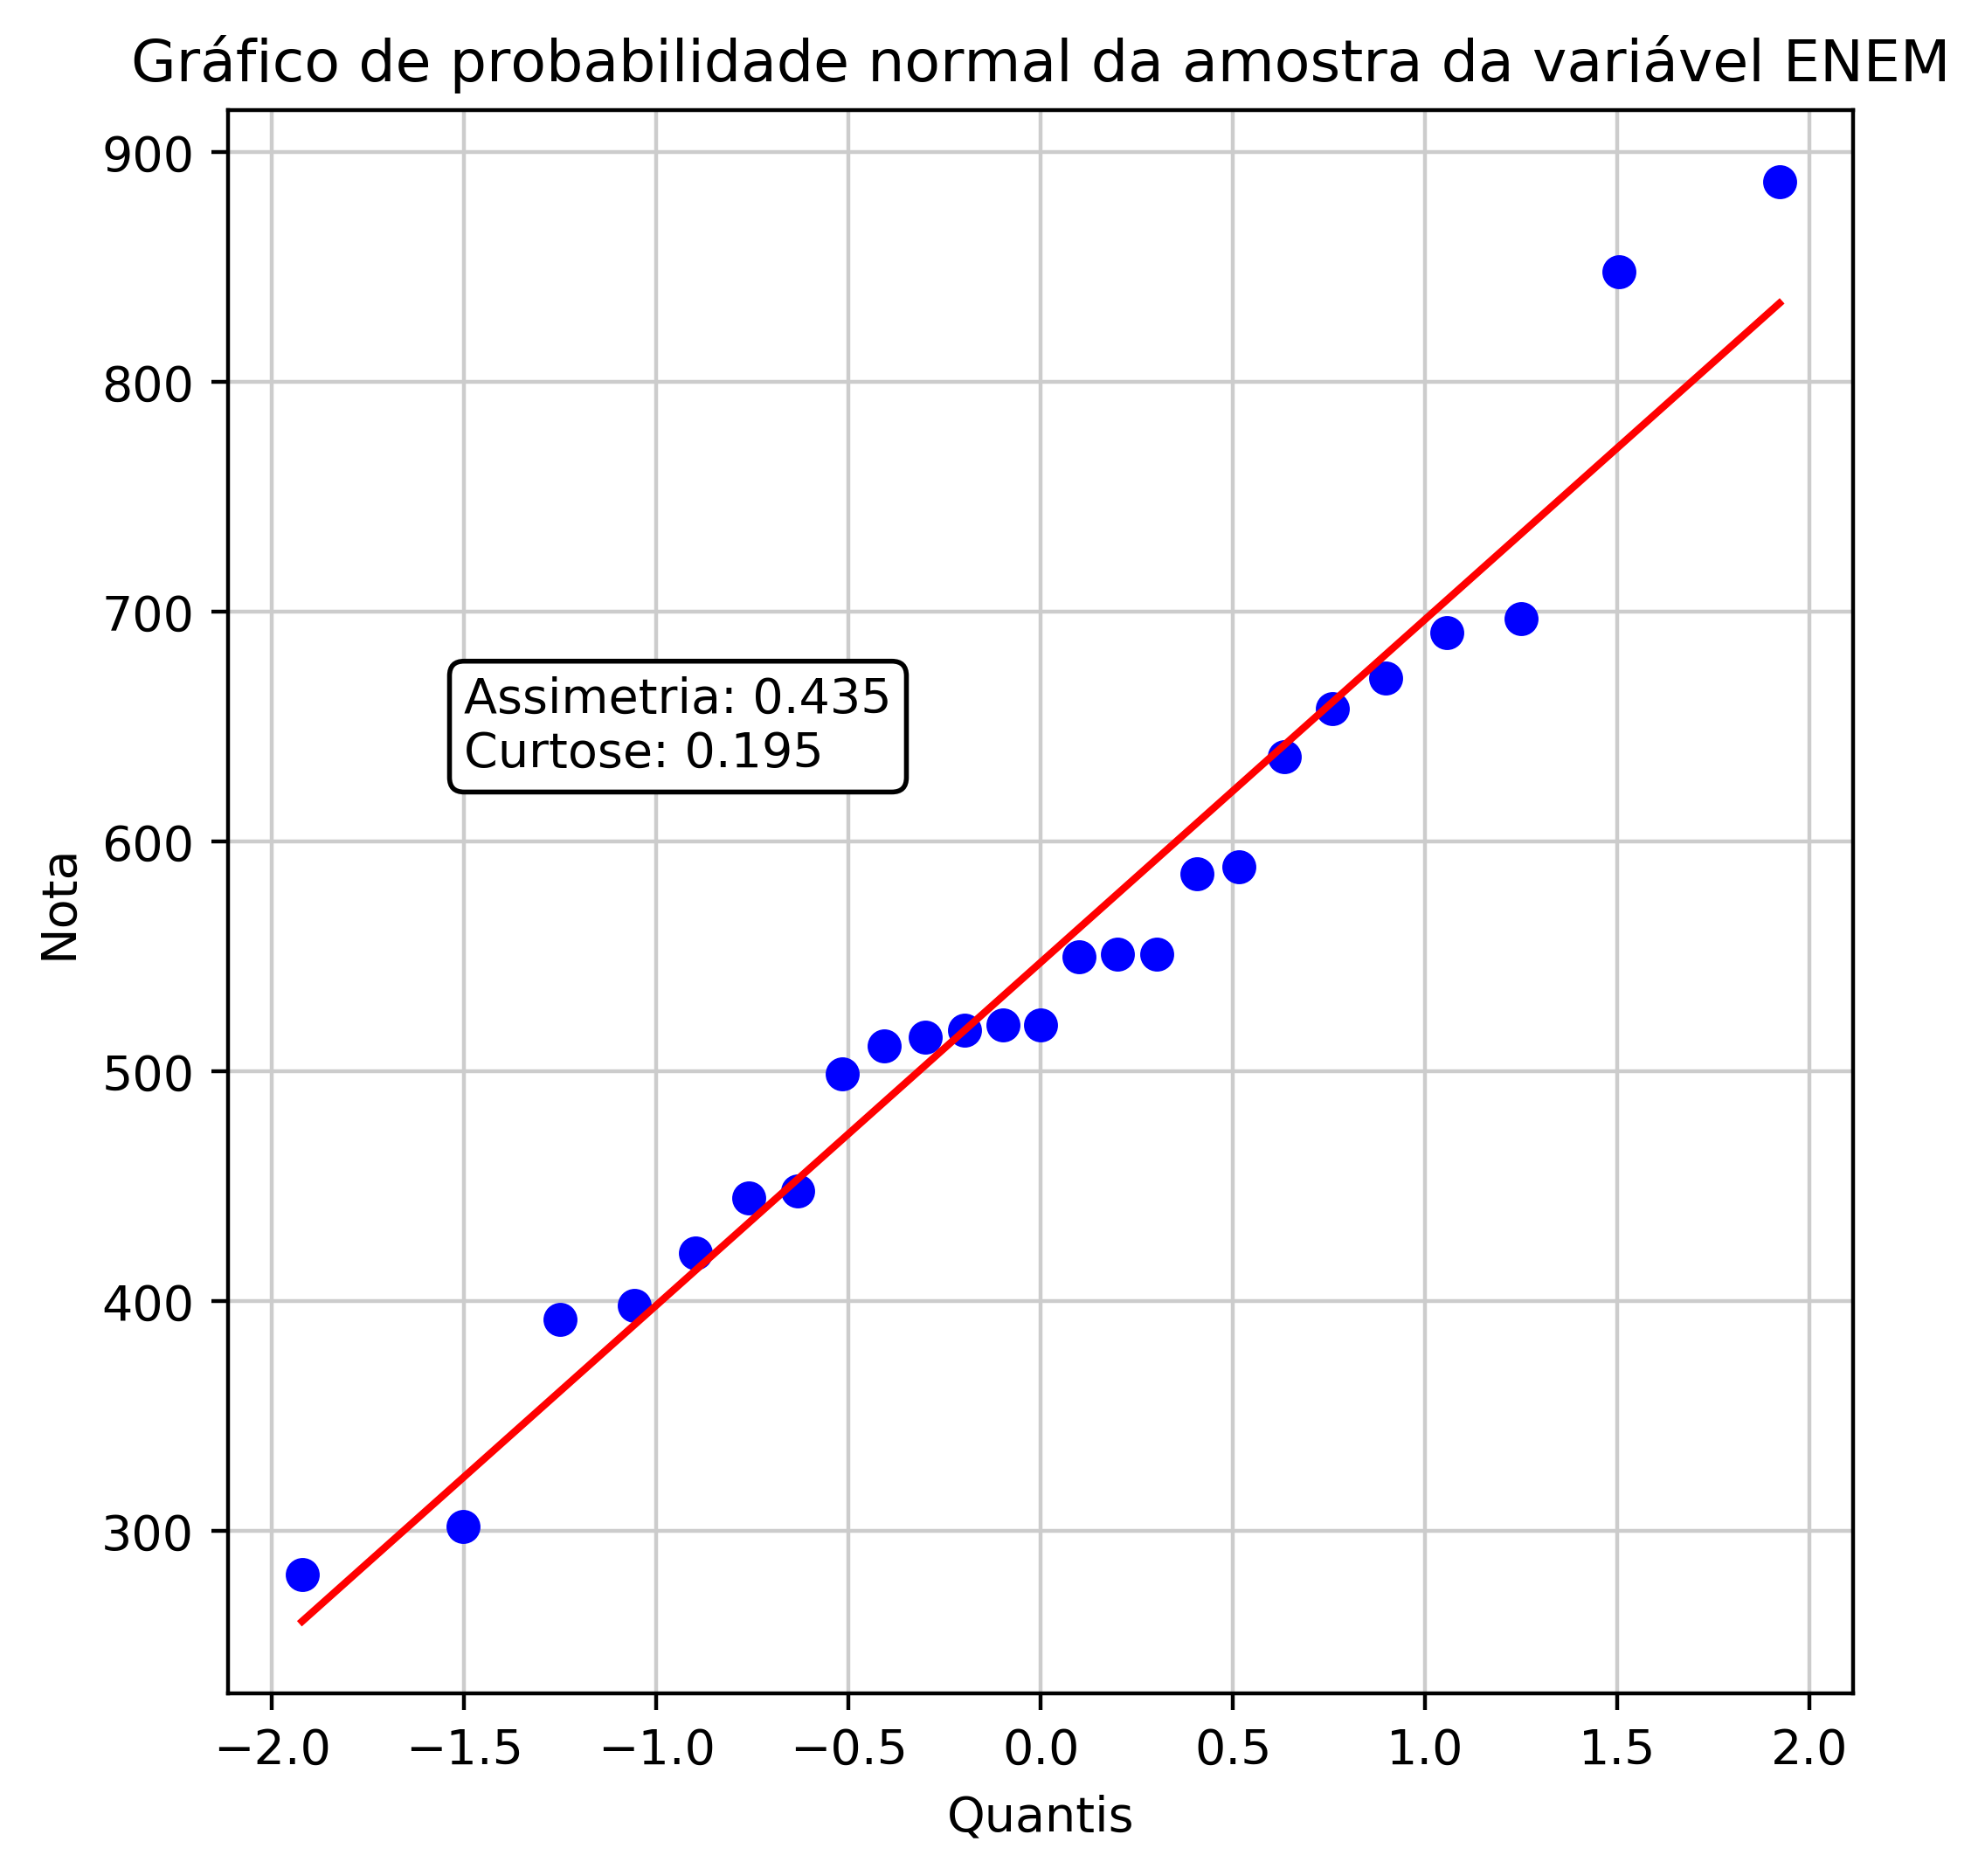 Gráfico de probabilidade normal da amostra da variável ENEM
900
800
700
600
500
400
300
Nota
Assimetria: 0.435
Curtose: 0.195
−2.0 −1.5 −1.0 −0.5 0.0 0.5 1.0 1.5 2.0
Quantis